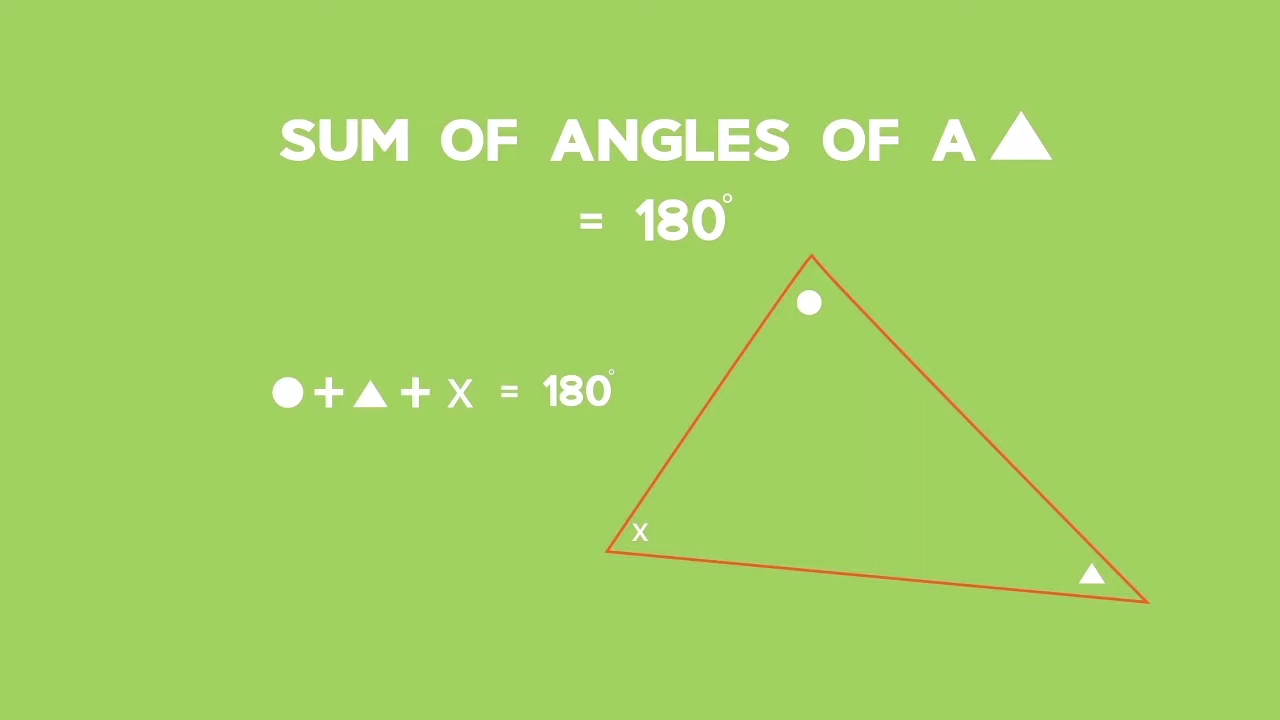 SUM OF ANGLES OF A ▲
= 180°
● + ▲ + X = 180°
X